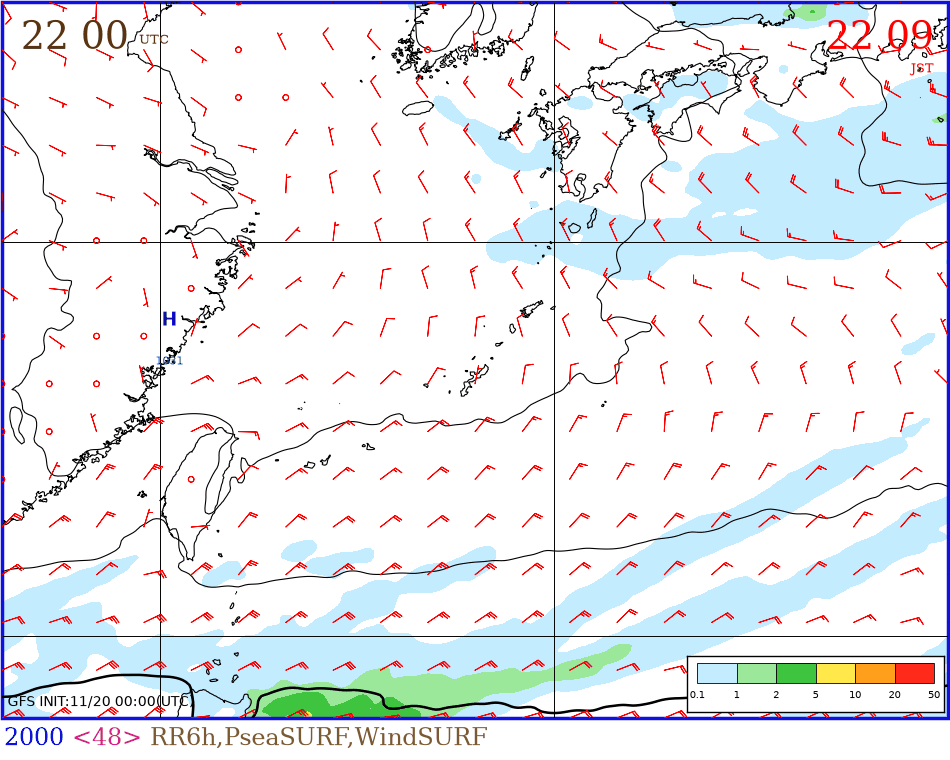 22 00 UTC
22 09 JST
H
1031
GFS INIT:11/20 00:00(UTC)
0.1 1 2 5 10 20 50
2000 <48> RR6h,PseaSURF,WindSURF